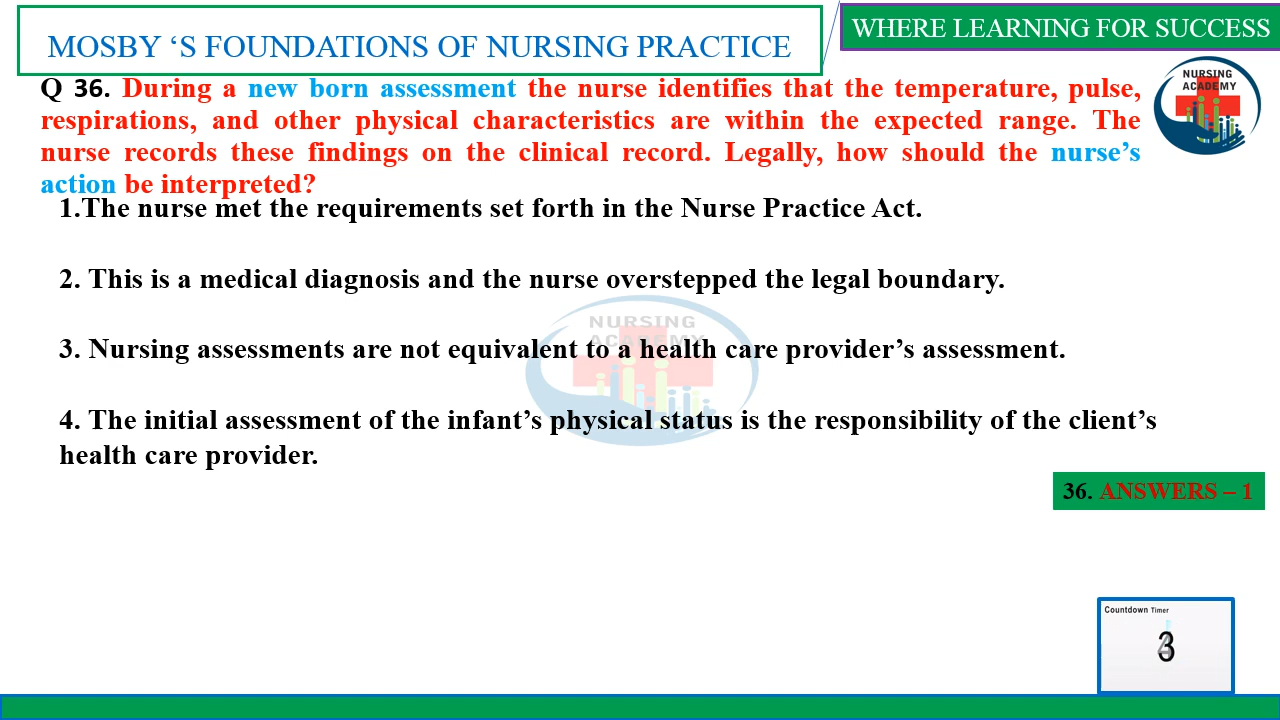 MOSBY ‘S FOUNDATIONS OF NURSING PRACTICE
WHERE LEARNING FOR SUCCESS
NURSING
ACADEMY
Q 36. During a new born assessment the nurse identifies that the temperature, pulse,
respirations, and other physical characteristics are within the expected range. The
nurse records these findings on the clinical record. Legally, how should the nurse’s
action be interpreted?
1.The nurse met the requirements set forth in the Nurse Practice Act.
2. This is a medical diagnosis and the nurse overstepped the legal boundary.
NURSING
ACADEMY
3. Nursing assessments are not equivalent to a health care provider’s assessment.
4. The initial assessment of the infant’s physical status is the responsibility of the client’s
health care provider.
36. ANSWERS – 1
Countdown Timer
3